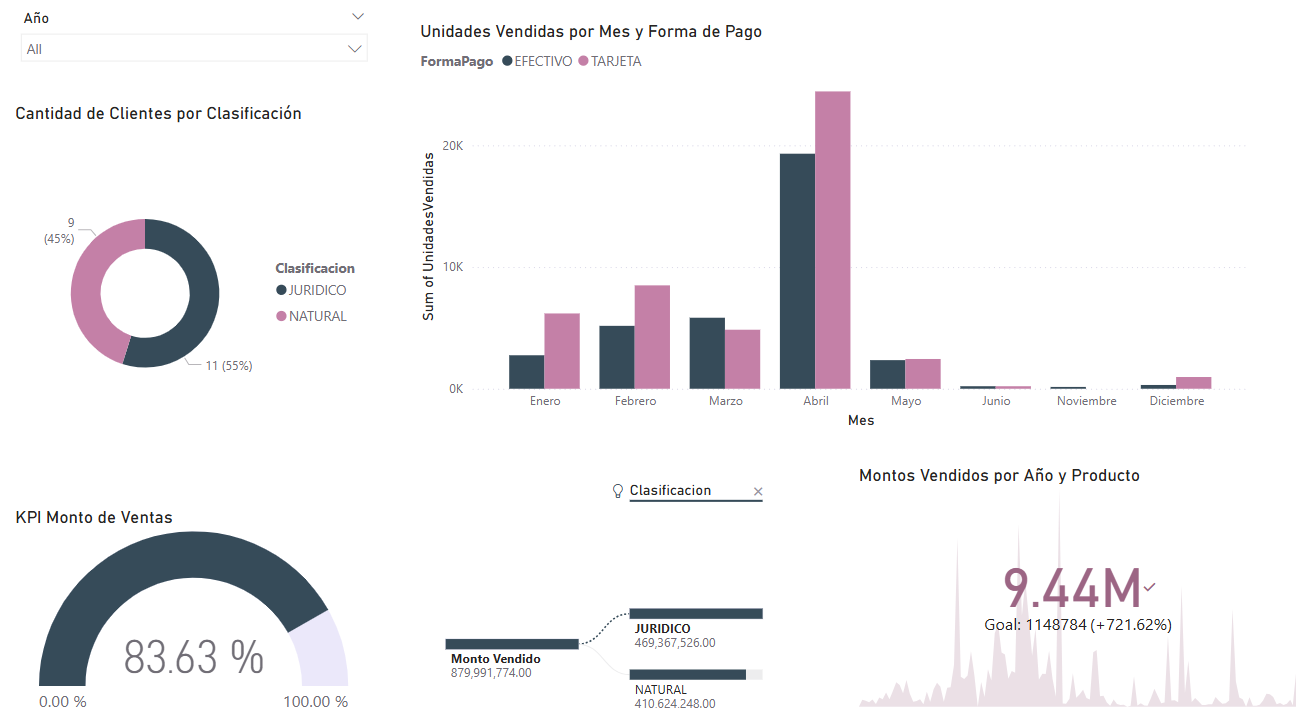 Año
All
Cantidad de Clientes por Clasificación
9
(45%)
11 (55%)
Clasificacion
JURIDICO
NATURAL
Unidades Vendidas por Mes y Forma de Pago
FormaPago EFECTIVO TARJETA
Sum of UnidadesVendidas
20K
10K
0K
Enero Febrero Marzo Abril Mayo Junio Noviembre Diciembre
Mes
KPI Monto de Ventas
83.63 %
0.00 % 100.00 %
Clasificacion
Monto Vendido
879,991,774.00
JURIDICO
469,367,526.00
NATURAL
410,624,248.00
Montos Vendidos por Año y Producto
9.44M
Goal: 1148784 (+721.62%)